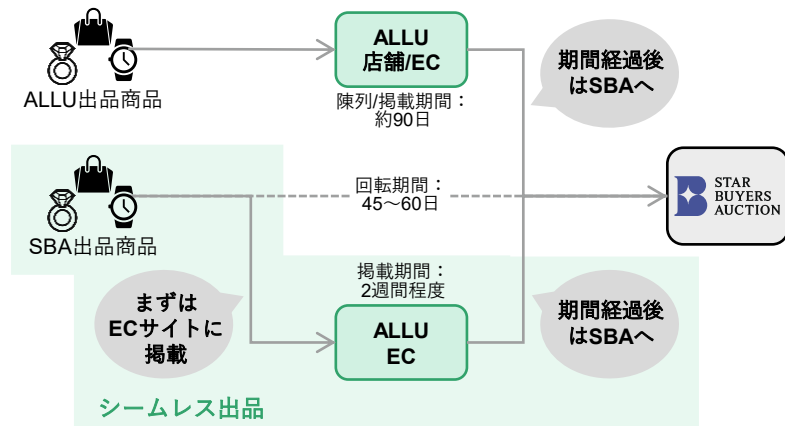 ALLU出品商品
ALLU
店舗/EC
陳列/掲載期間：
約90日
期間経過後
はSBAへ
SBA出品商品
回転期間：
45～60日
STAR
BUYERS
AUCTION
まずは
ECサイトに
掲載
掲載期間：
2週間程度
ALLU
EC
期間経過後
はSBAへ
シームレス出品